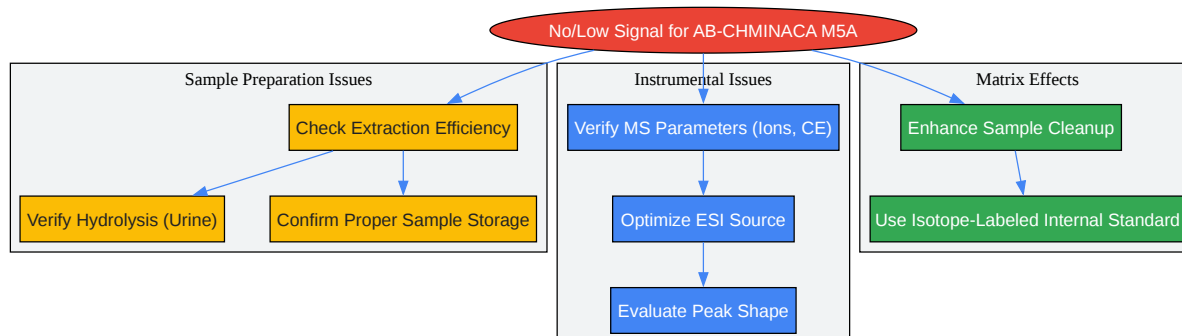 No/Low Signal for AB-CHMINACA M5A
Sample Preparation Issues
Instrumental Issues
Matrix Effects
Check Extraction Efficiency
Verify MS Parameters (Ions, CE)
Enhance Sample Cleanup
Verify Hydrolysis (Urine)
Confirm Proper Sample Storage
Optimize ESI Source
Use Isotope-Labeled Internal Standard
Evaluate Peak Shape